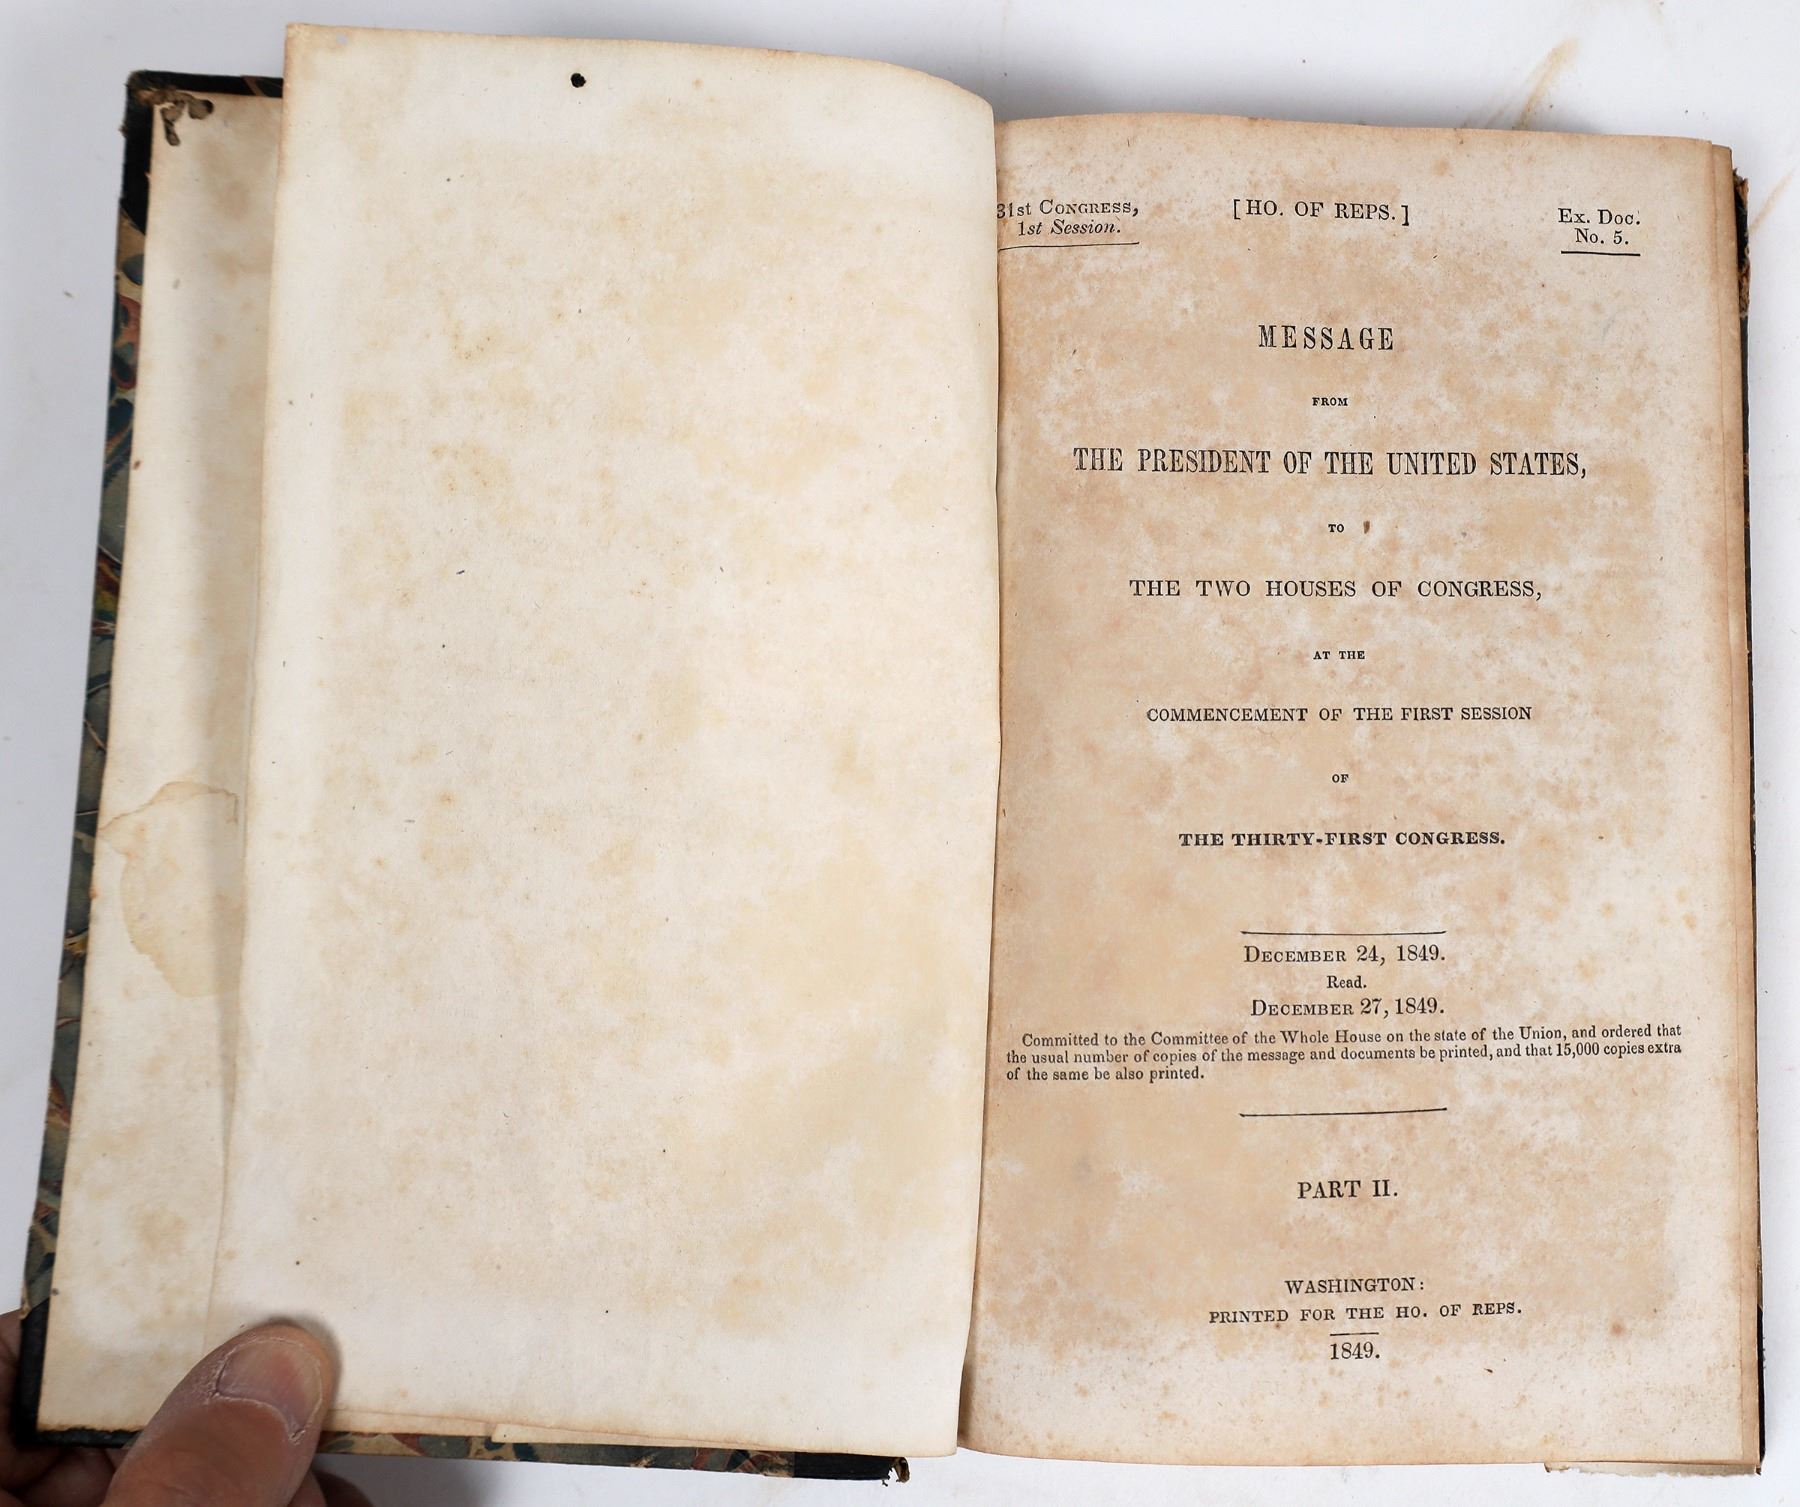 31st Congress,
1st Session.
[HO. OF REPS.]
Ex. Doc.
No. 5.
MESSAGE
FROM
THE PRESIDENT OF THE UNITED STATES,
TO
THE TWO HOUSES OF CONGRESS,
AT THE
COMMENCEMENT OF THE FIRST SESSION
OF
THE THIRTY-FIRST CONGRESS.
December 24, 1849.
Read.
December 27, 1849.
Committed to the Committee of the Whole House on the state of the Union, and ordered that
the usual number of copies of the message and documents be printed, and that 15,000 copies extra
of the same be also printed.
PART II.
WASHINGTON:
PRINTED FOR THE HO. OF REPS.
1849.